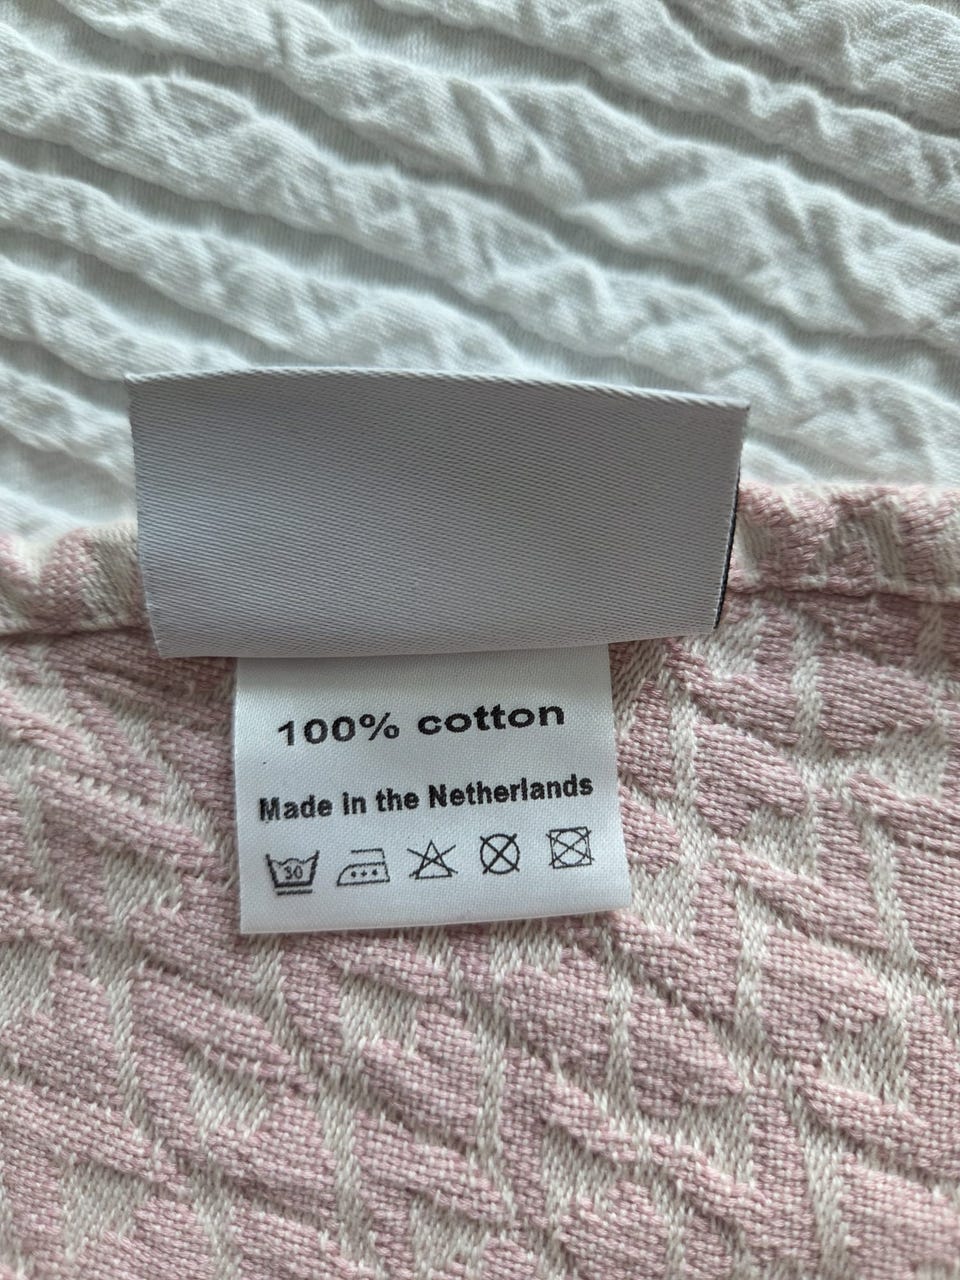 100% cotton
Made in the Netherlands
30